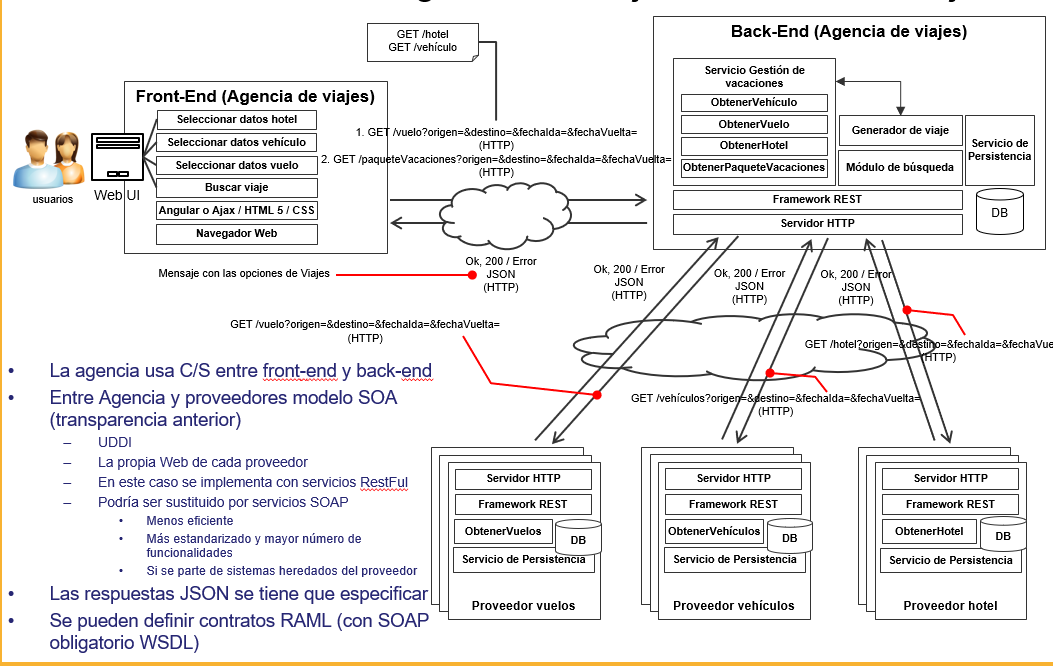 GET /hotel
GET /vehículo
Back-End (Agencia de viajes)
Servicio Gestión de
vacaciones
ObtenerVehículo
ObtenerVuelo
ObtenerHotel
ObtenerPaqueteVacaciones
Generador de viaje
Módulo de búsqueda
Servicio de
Persistencia
Framework REST
Servidor HTTP
DB
Front-End (Agencia de viajes)
Seleccionar datos hotel
Seleccionar datos vehículo
Seleccionar datos vuelo
Buscar viaje
Angular o Ajax / HTML 5 / CSS
Navegador Web
usuarios
Web UI
1. GET /vuelo?origen=&destino=&fechaIda=&fechaVuelta=
(HTTP)
2. GET /paqueteVacaciones?origen=&destino=&fechaIda=&fechaVuelta=
(HTTP)
Mensaje con las opciones de Viajes
Ok, 200 / Error
JSON
(HTTP)
Ok, 200 / Error
JSON
(HTTP)
Ok, 200 / Error
JSON
(HTTP)
Ok, 200 / Error
JSON
(HTTP)
GET /vuelo?origen=&destino=&fechaIda=&fechaVuelta=
(HTTP)
GET /hotel?origen=&destino=&fechaIda=&fechaVue
(HTTP)
GET /vehículos?origen=&destino=&fechaIda=&fechaVuelta=
(HTTP)
• La agencia usa C/S entre front-end y back-end
• Entre Agencia y proveedores modelo SOA
(transparencia anterior)
– UDDI
– La propia Web de cada proveedor
– En este caso se implementa con servicios RestFul
– Podría ser sustituido por servicios SOAP
• Menos eficiente
• Más estandarizado y mayor número de
funcionalidades
• Si se parte de sistemas heredados del proveedor
• Las respuestas JSON se tiene que especificar
• Se pueden definir contratos RAML (con SOAP
obligatorio WSDL)
Servidor HTTP
Framework REST
ObtenerVuelos
DB
Servicio de Persistencia
Proveedor vuelos
Servidor HTTP
Framework REST
ObtenerVehículos
DB
Servicio de Persistencia
Proveedor vehículos
Servidor HTTP
Framework REST
ObtenerHotel
DB
Servicio de Persistencia
Proveedor hotel